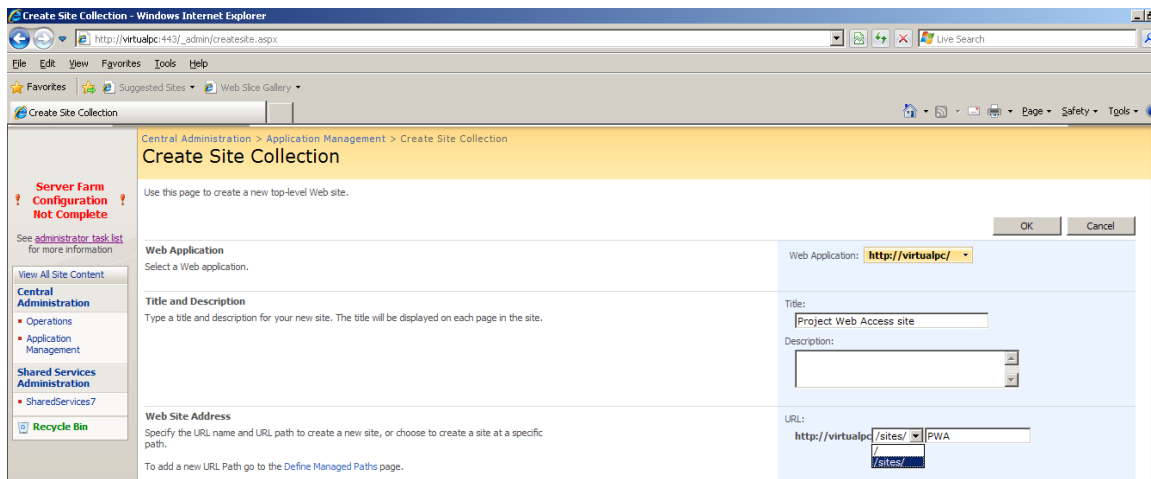 Create Site Collection - Windows Internet Explorer
http://virtualpc:443/_admin/createsite.aspx
Live Search
File Edit View Favorites Tools Help
Favorites Suggested Sites Web Slice Gallery
Create Site Collection
Page Safety Tools
Central Administration > Application Management > Create Site Collection
Create Site Collection
Server Farm
Configuration
Not Complete
See administrator task list
for more information
View All Site Content
Central
Administration
Operations
Application
Management
Shared Services
Administration
SharedServices7
Recycle Bin
Use this page to create a new top-level Web site.
OK Cancel
Web Application
Select a Web application.
Web Application: http://virtualpc/
Title and Description
Type a title and description for your new site. The title will be displayed on each page in the site.
Title:
Project Web Access site
Description:
Web Site Address
Specify the URL name and URL path to create a new site, or choose to create a site at a specific
path.
To add a new URL Path go to the Define Managed Paths page.
URL:
http://virtualpc /sites/ PWA
/
/sites/